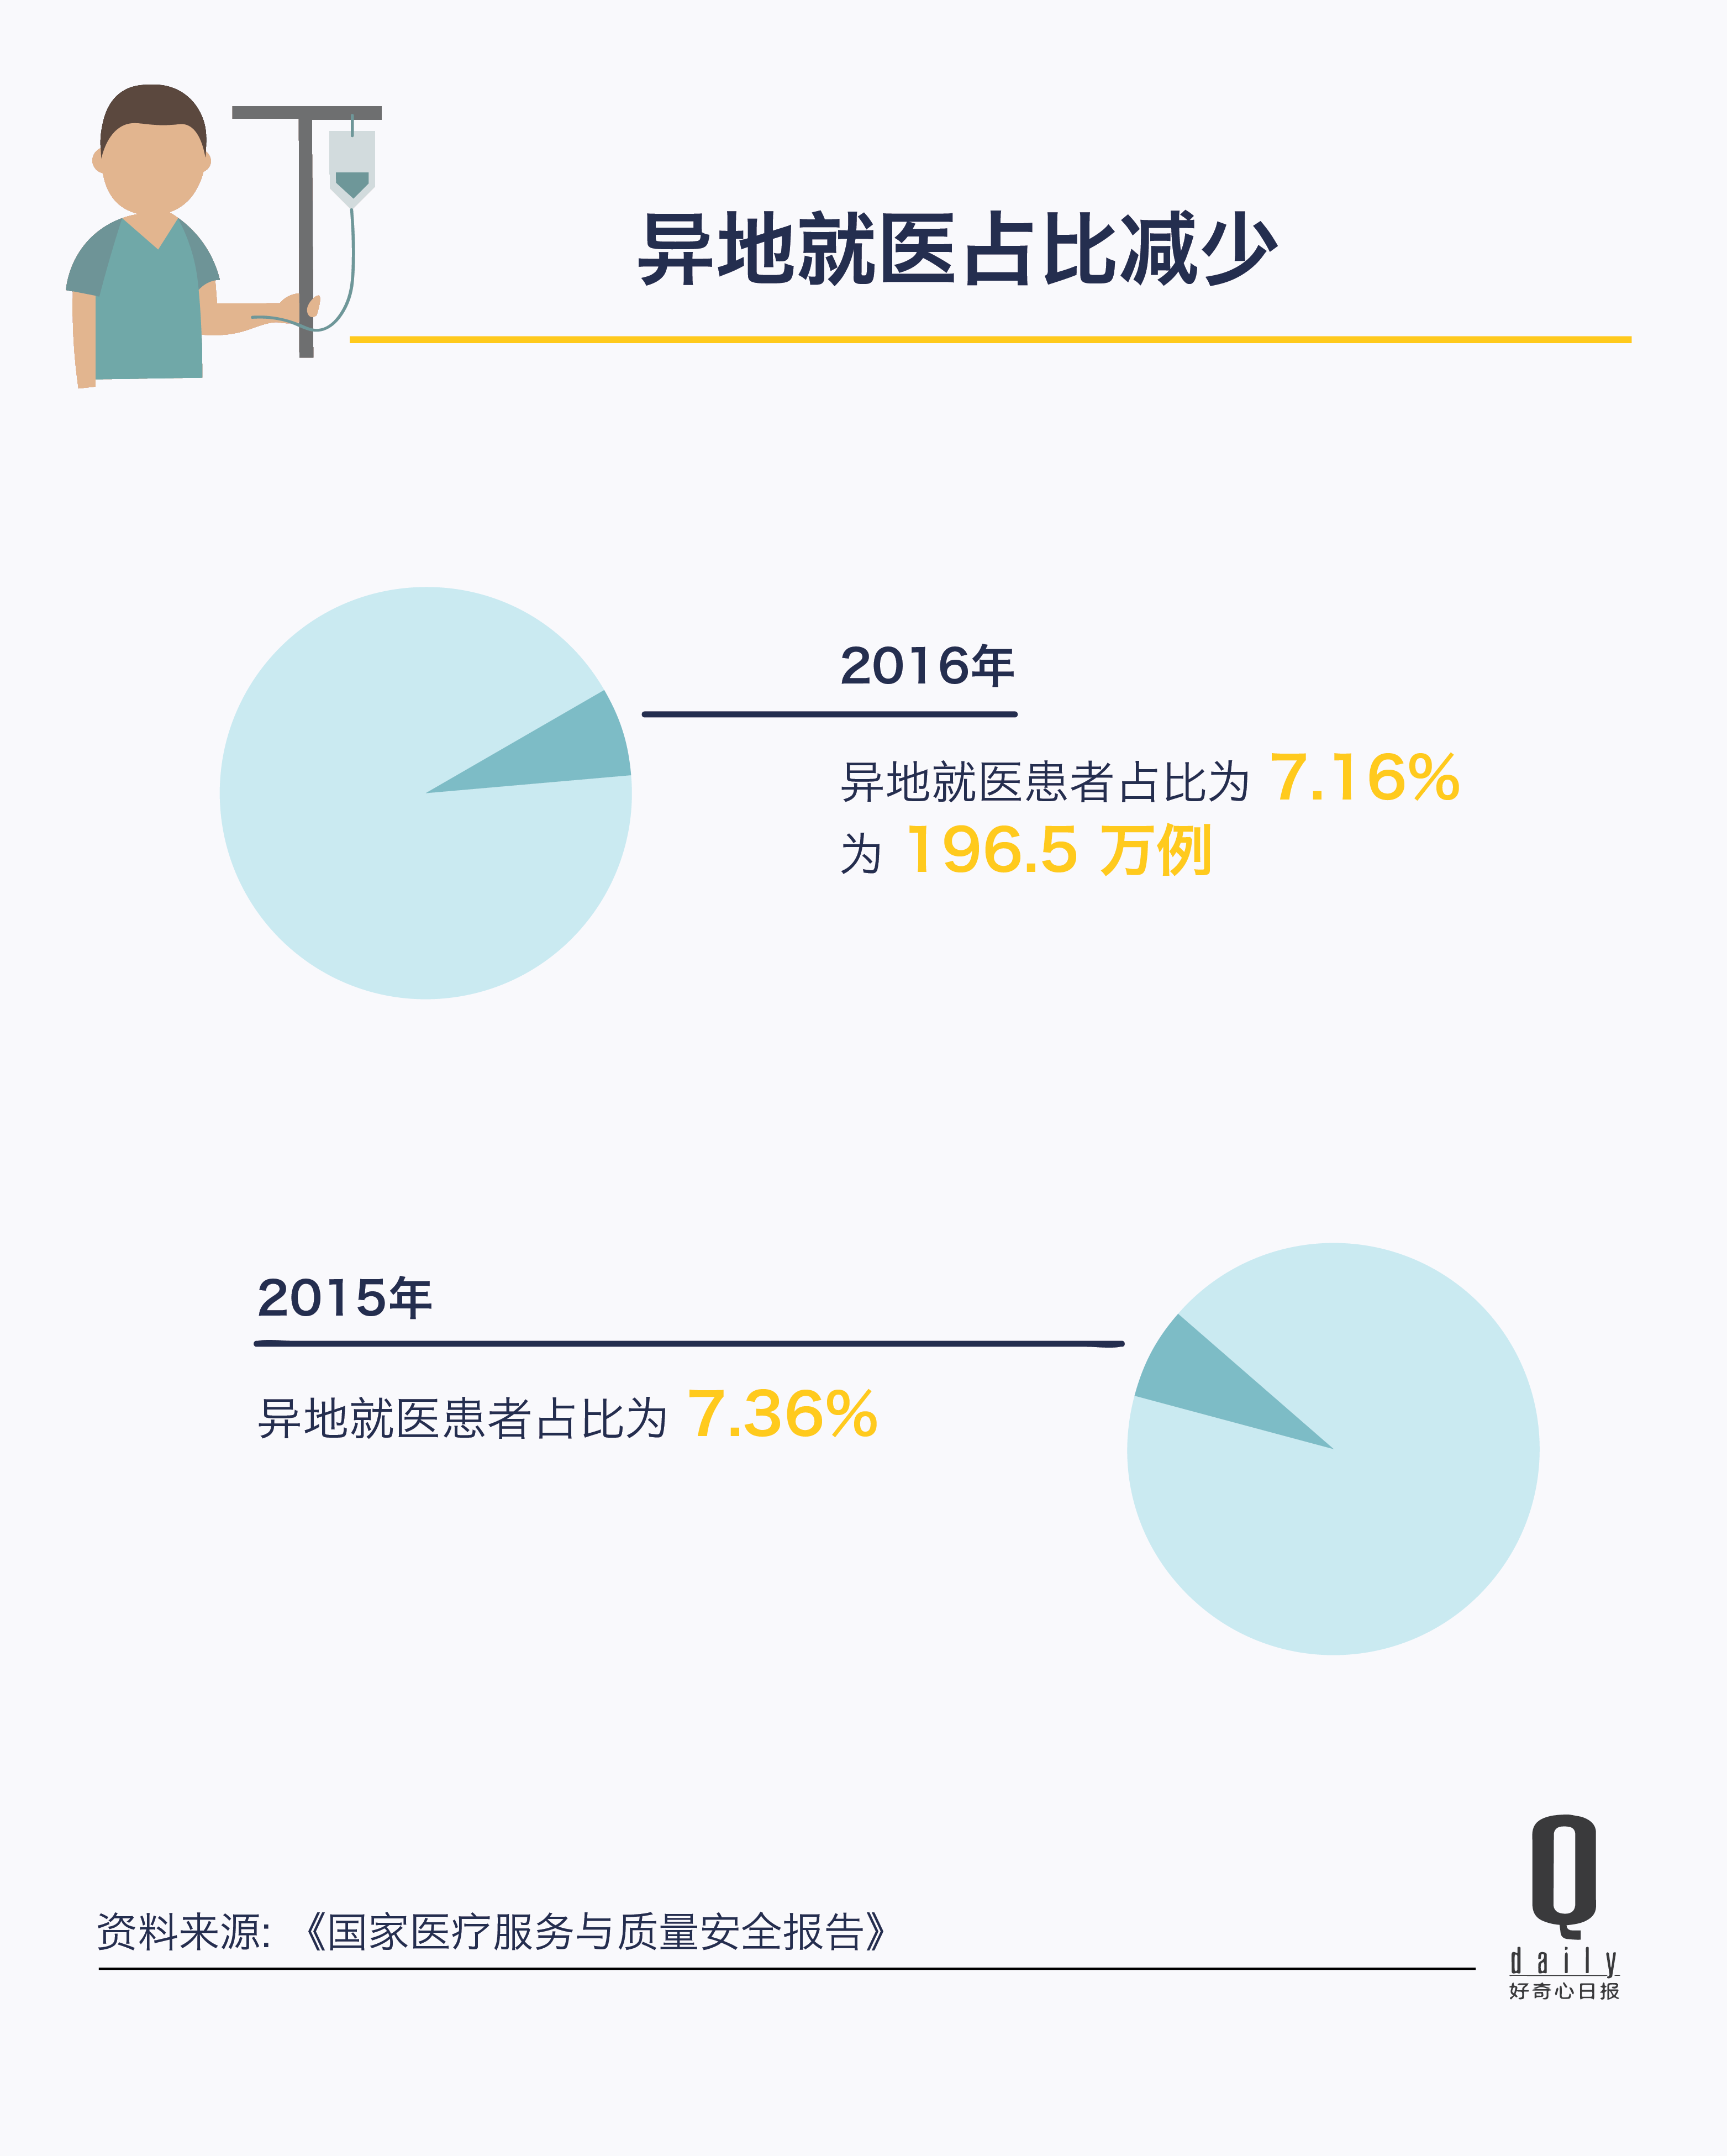 异地就医占比减少
2016年
异地就医患者占比为 7.16%
为 196.5 万例
2015年
异地就医患者占比为 7.36%
资料来源: 《国家医疗服务与质量安全报告》
Q
daily
好奇心日报